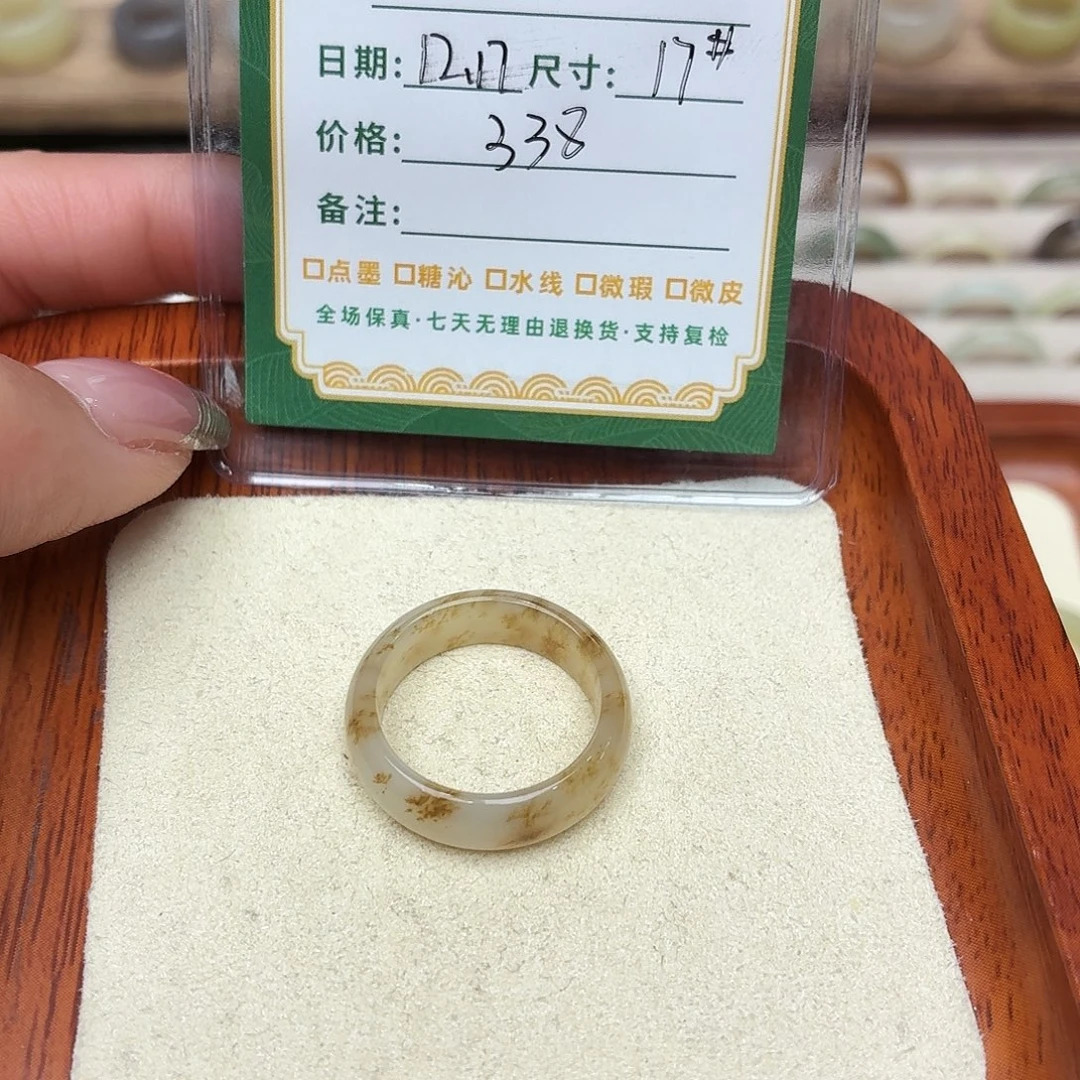 日期: 12.17 尺寸: 17#
价格: 338
备注:
□点墨 □糖沁 □水线 □微瑕 □微皮
全场保真·七天无理由退换货·支持复检